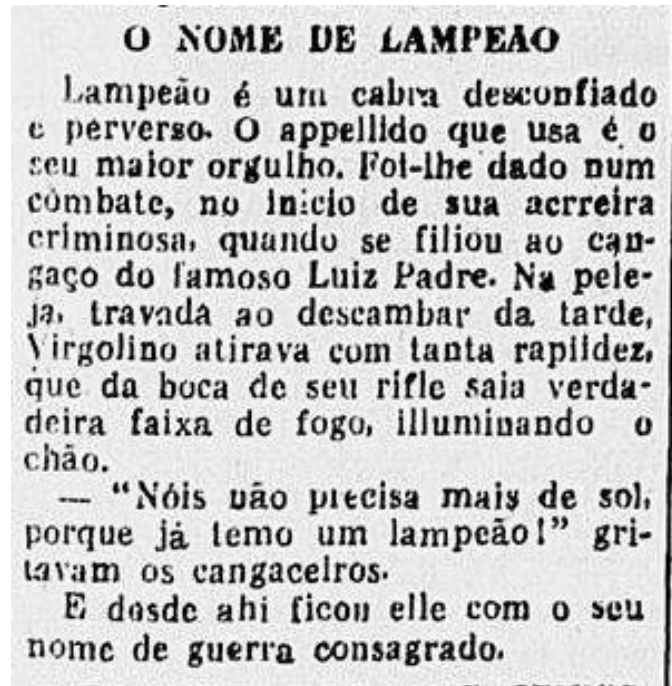 O NOME DE LAMPEÃO
Lampeão é um cabra desconfiado
e perverso. O appellido que usa é o
seu maior orgulho. Foi-lhe dado num
combate, no inicio de sua acrreira
criminosa, quando se filiou ao can-
gaço do famoso Luiz Padre. Na pele-
ja, travada ao descambar da tarde,
Virgolino atirava com tanta rapiidez,
que da boca de seu rifle saia verda-
deira faixa de fogo, illuminando o
chão.
— "Nóis não precisa mais de sol,
porque já temo um lampeão!" gri-
tavam os cangaceiros.
E desde ahi ficou elle com o seu
nome de guerra consagrado.